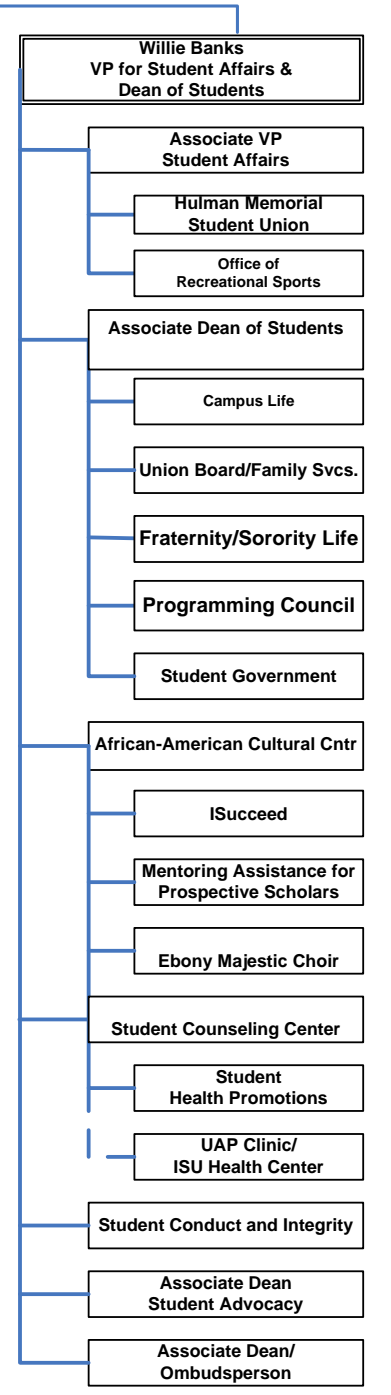 Willie Banks
VP for Student Affairs &
Dean of Students
Associate VP
Student Affairs
Hulman Memorial
Student Union
Office of
Recreational Sports
Associate Dean of Students
Campus Life
Union Board/Family Svcs.
Fraternity/Sorority Life
Programming Council
Student Government
African-American Cultural Cntr
ISucceed
Mentoring Assistance for
Prospective Scholars
Ebony Majestic Choir
Student Counseling Center
Student
Health Promotions
UAP Clinic/
ISU Health Center
Student Conduct and Integrity
Associate Dean
Student Advocacy
Associate Dean/
Ombudsperson